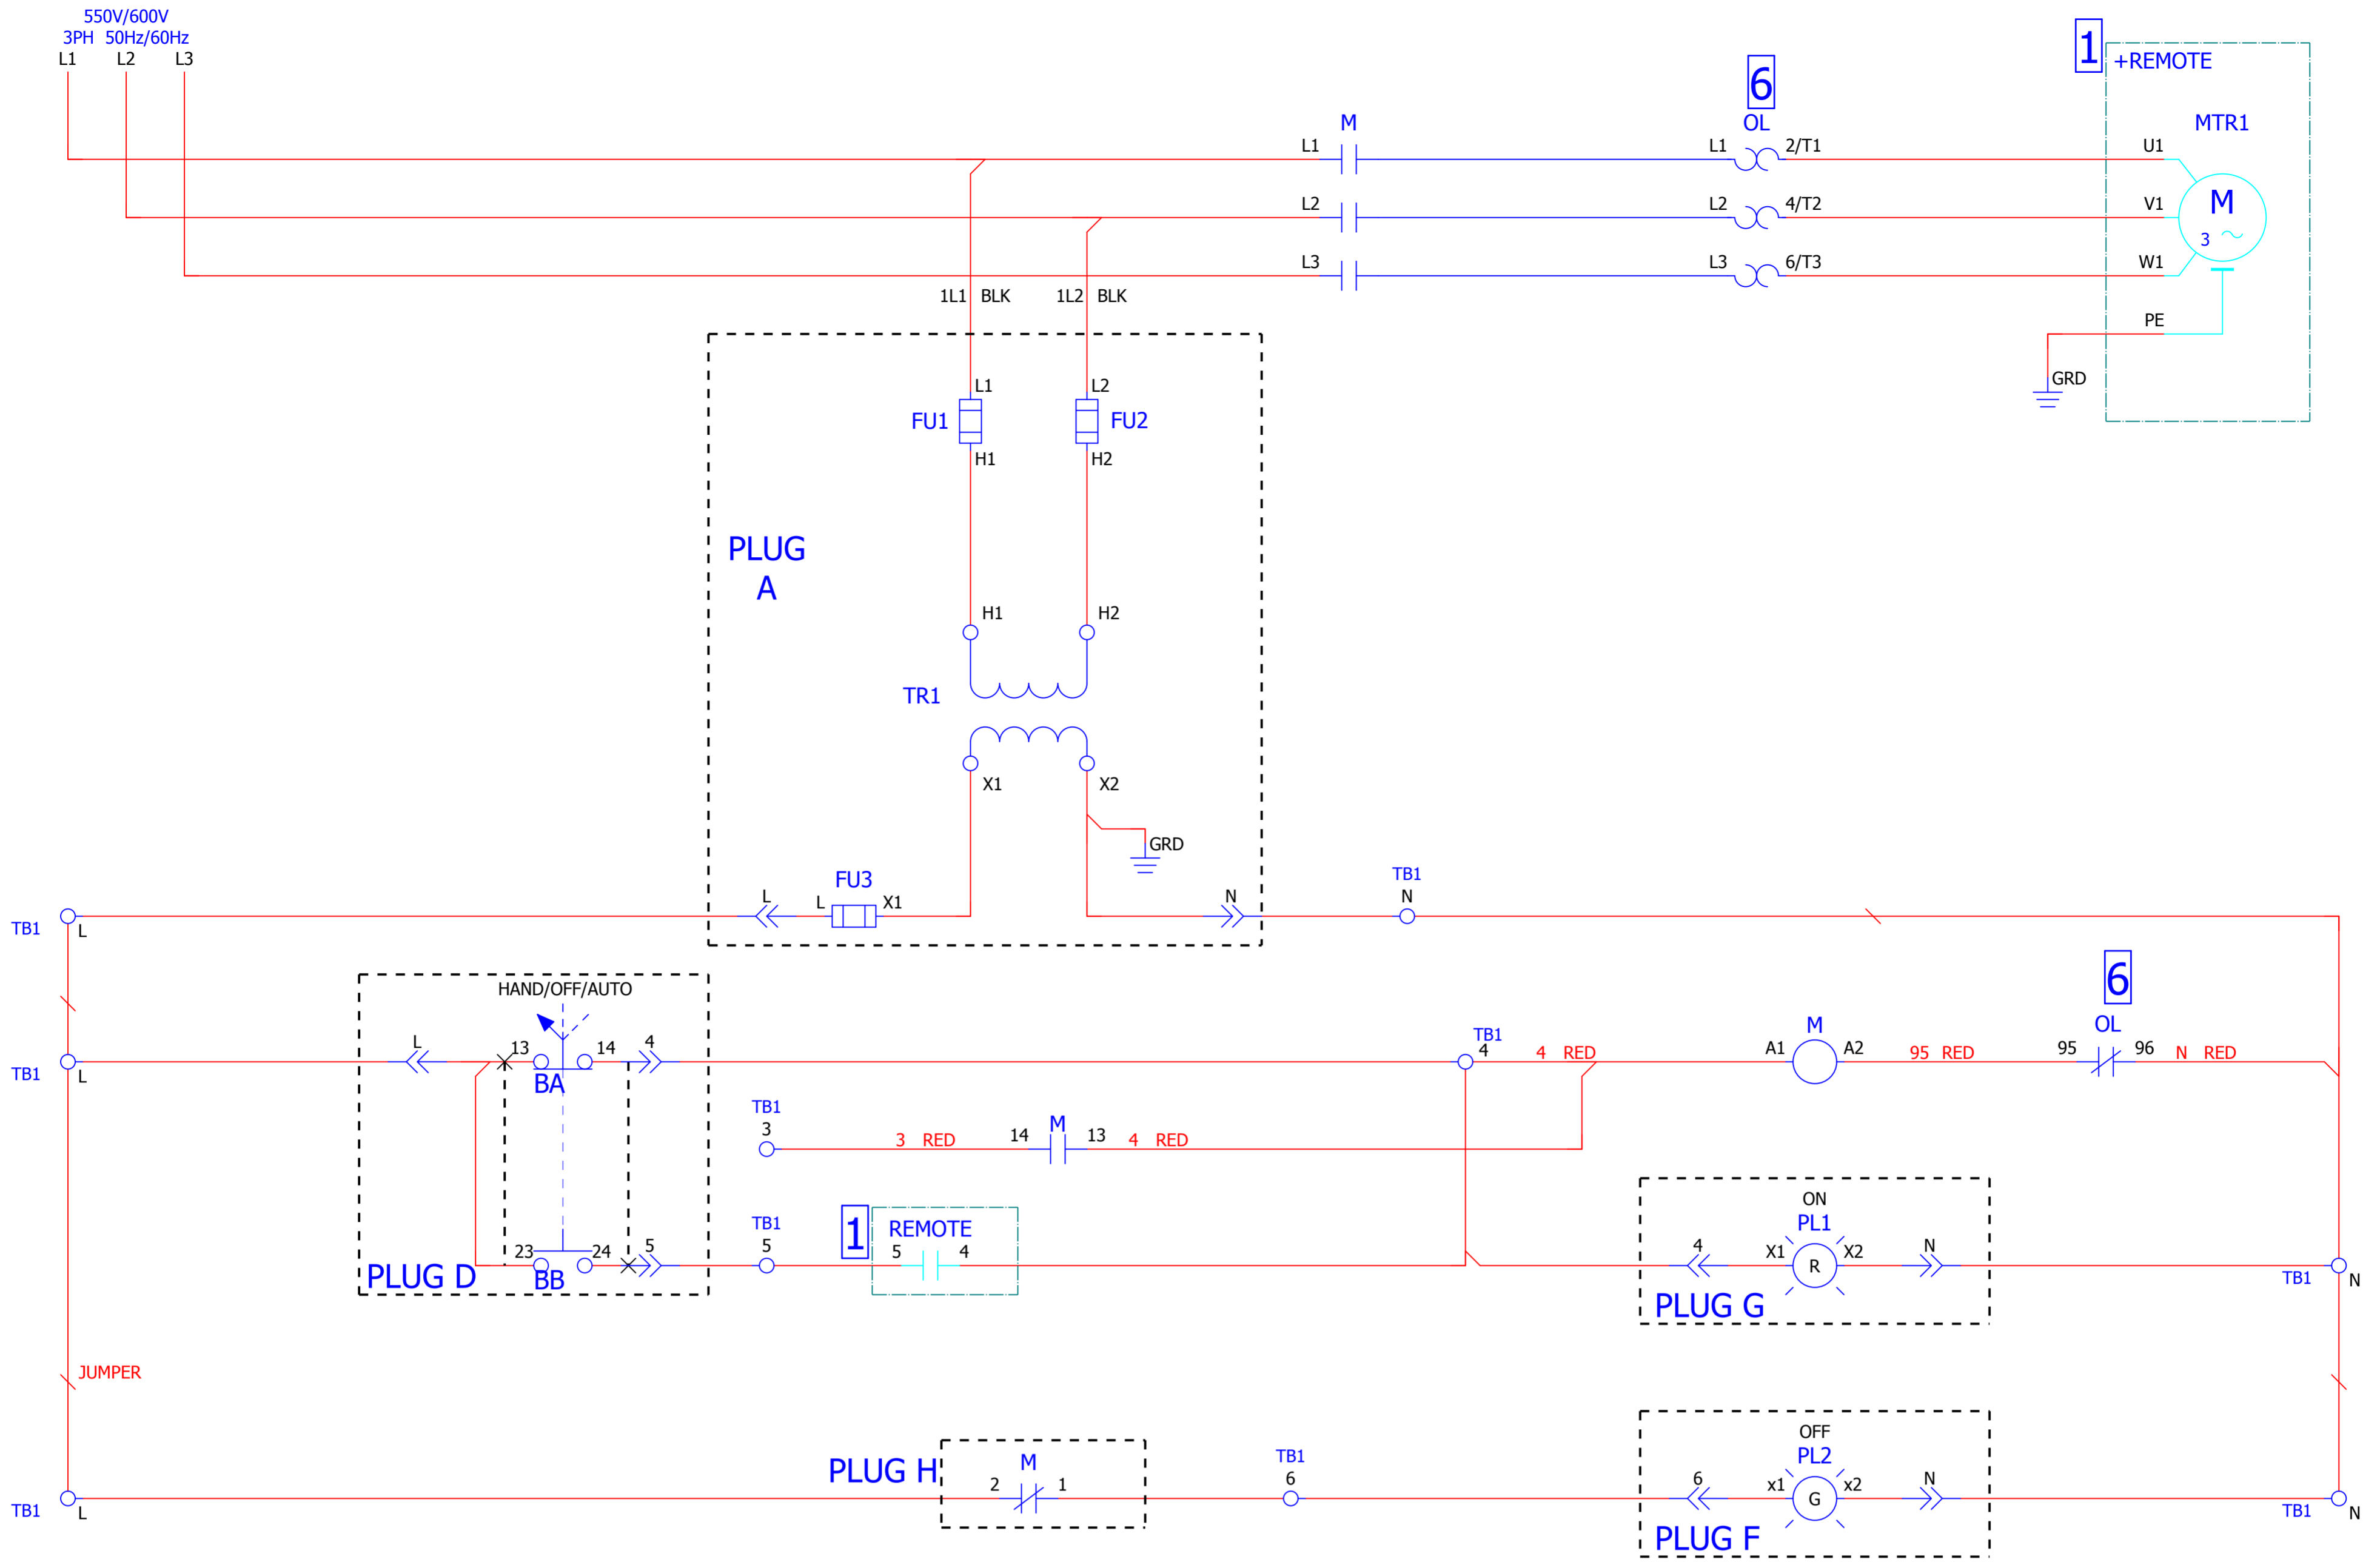 550V/600V
3PH 50Hz/60Hz
L1 L2 L3
1
+REMOTE
6
OL
M
MTR1
L1
L1
2/T1
U1
M
3
L2
L2
4/T2
V1
L3
L3
6/T3
W1
1L1 BLK
1L2 BLK
PE
GRD
L1
L2
FU1
FU2
H1
H2
PLUG
A
H1
H2
TR1
X1
X2
GRD
FU3
L
L
X1
N
TB1
N
TB1
L
HAND/OFF/AUTO
6
L
13
14
4
BA
TB1
L
TB1
4
4 RED
M
A1
A2
95 RED
OL
95
96
N RED
TB1
3
3 RED
14
M
13
4 RED
TB1
5
1
REMOTE
5
4
23
24
5
BB
PLUG D
ON
PL1
4
X1
R
X2
N
PLUG G
TB1
N
JUMPER
PLUG H
M
2
1
TB1
6
OFF
PL2
6
x1
G
x2
N
PLUG F
TB1
L
TB1
N